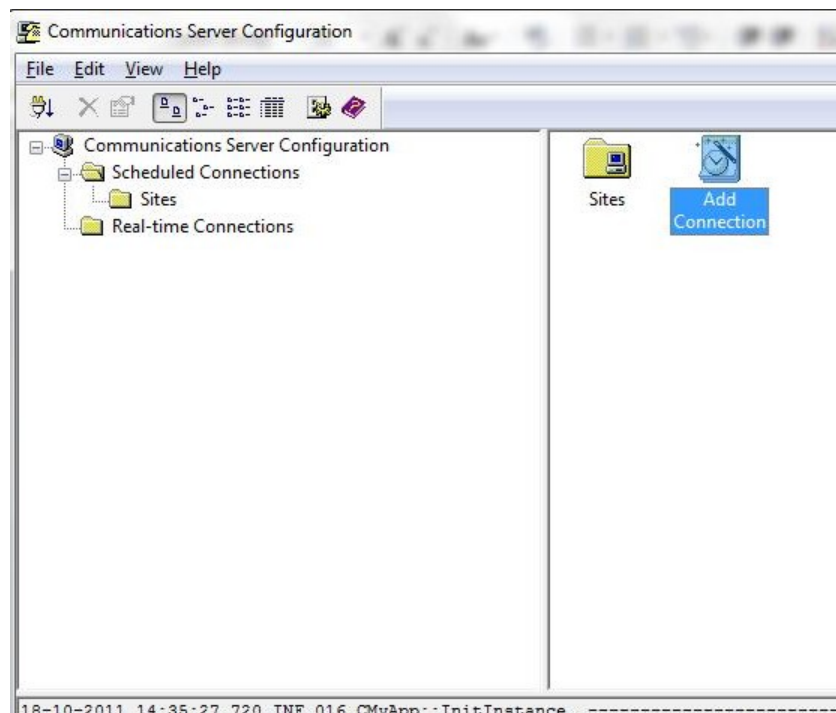 Communications Server Configuration
File Edit View Help
Communications Server Configuration
Scheduled Connections
Sites
Real-time Connections
Sites
Add
Connection
18-10-2011 14:35:27.720 INF 016 CMyApp::InitInstance -------------------------